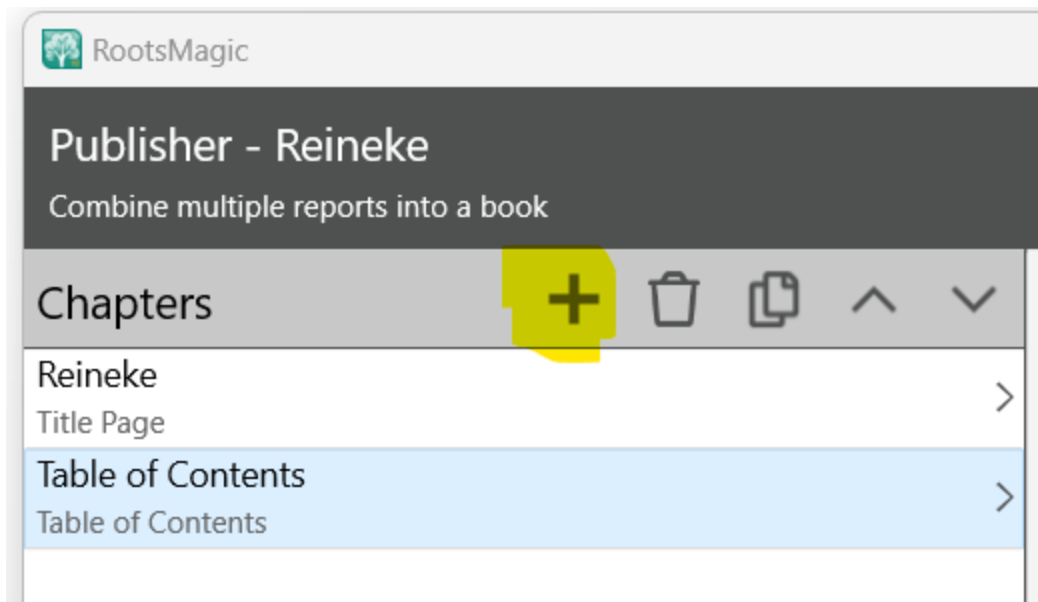 RootsMagic
Publisher - Reineke
Combine multiple reports into a book
Chapters
Reineke
Title Page
Table of Contents
Table of Contents